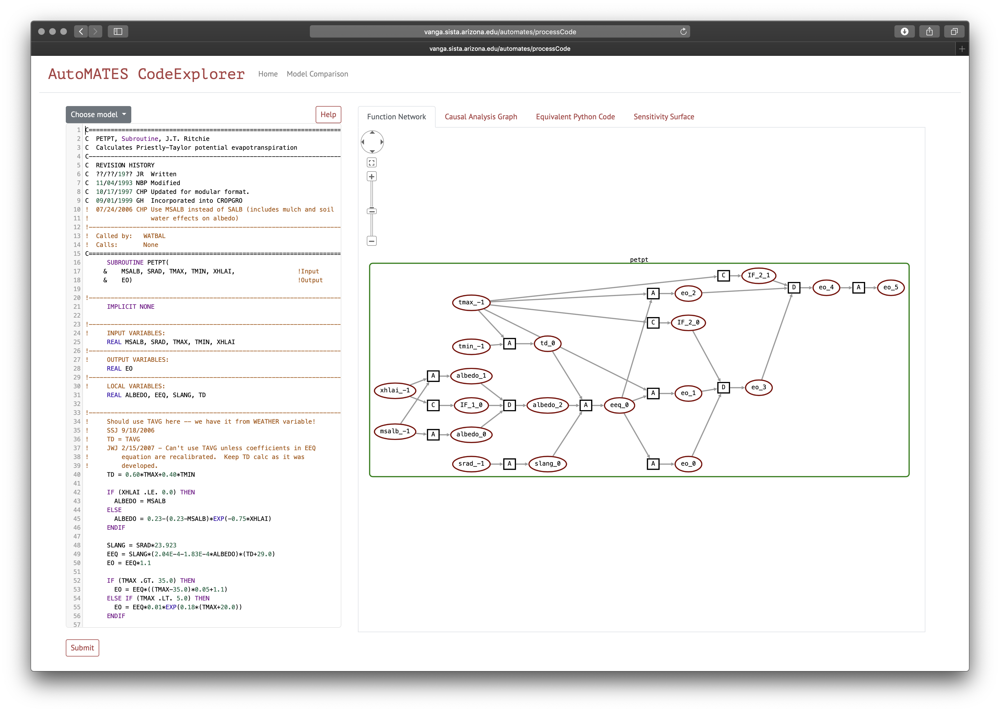 vanga.sista.arizona.edu/automates/processCode
vanga.sista.arizona.edu/automates/processCode
AutoMATES CodeExplorer Home Model Comparison
Choose model Help
1 C=====================================================================
2 C  PETPT, Subroutine, J.T. Ritchie
3 C  Calculates Priestly-Taylor potential evapotranspiration
4 C---------------------------------------------------------------------
5 C  REVISION HISTORY
6 C  ??/??/19?? JR  Written
7 C  11/04/1993 NBP Modified
8 C  10/17/1997 CHP Updated for modular format.
9 C  09/01/1999 GH  Incorporated into CROPGRO
10 !  07/24/2006 CHP Use MSALB instead of SALB (includes mulch and soil
11 !                 water effects on albedo)
12 !---------------------------------------------------------------------
13 !  Called by:   WATBAL
14 !  Calls:       None
15 C=====================================================================
16       SUBROUTINE PETPT(
17      &    MSALB, SRAD, TMAX, TMIN, XHLAI,                 !Input
18      &    EO)                                             !Output
19
20 !---------------------------------------------------------------------
21       IMPLICIT NONE
22
23 !---------------------------------------------------------------------
24 !     INPUT VARIABLES:
25       REAL MSALB, SRAD, TMAX, TMIN, XHLAI
26 !---------------------------------------------------------------------
27 !     OUTPUT VARIABLES:
28       REAL EO
29 !---------------------------------------------------------------------
30 !     LOCAL VARIABLES:
31       REAL ALBEDO, EEQ, SLANG, TD
32
33 !---------------------------------------------------------------------
34 !     Should use TAVG here -- we have it from WEATHER variable!
35 !     SSJ 9/18/2006
36 !     TD = TAVG
37 !     JWJ 2/15/2007 - Can't use TAVG unless coefficients in EEQ
38 !         equation are recalibrated.  Keep TD calc as it was
39 !         developed.
40       TD = 0.60*TMAX+0.40*TMIN
41
42       IF (XHLAI .LE. 0.0) THEN
43         ALBEDO = MSALB
44       ELSE
45         ALBEDO = 0.23-(0.23-MSALB)*EXP(-0.75*XHLAI)
46       ENDIF
47
48       SLANG = SRAD*23.923
49       EEQ = SLANG*(2.04E-4-1.83E-4*ALBEDO)*(TD+29.0)
50       EO = EEQ*1.1
51
52       IF (TMAX .GT. 35.0) THEN
53         EO = EEQ*((TMAX-35.0)*0.05+1.1)
54       ELSE IF (TMAX .LT. 5.0) THEN
55         EO = EEQ*0.01*EXP(0.18*(TMAX+20.0))
56       ENDIF
57
Submit
Function Network Causal Analysis Graph Equivalent Python Code Sensitivity Surface
petpt
C IF_2_1
D eo_4 A eo_5
A eo_2
tmax_-1
C IF_2_0
tmin_-1 A td_0
A albedo_1
xhlai_-1 D eo_3
A eo_1
C IF_1_0 D albedo_2 A eeq_0
msalb_-1 A albedo_0
srad_-1 A slang_0 A eo_0